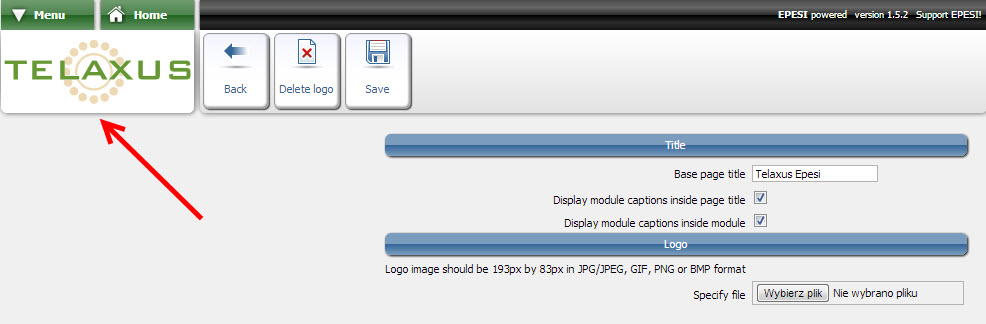 Menu Home EPESI powered version 1.5.2 Support EPESI!
TELAXUS
Back Delete logo Save
Title
Base page title Telaxus Epesi
Display module captions inside page title
Display module captions inside module
Logo
Logo image should be 193px by 83px in JPG/JPEG, GIF, PNG or BMP format
Specify file Wybierz plik Nie wybrano pliku